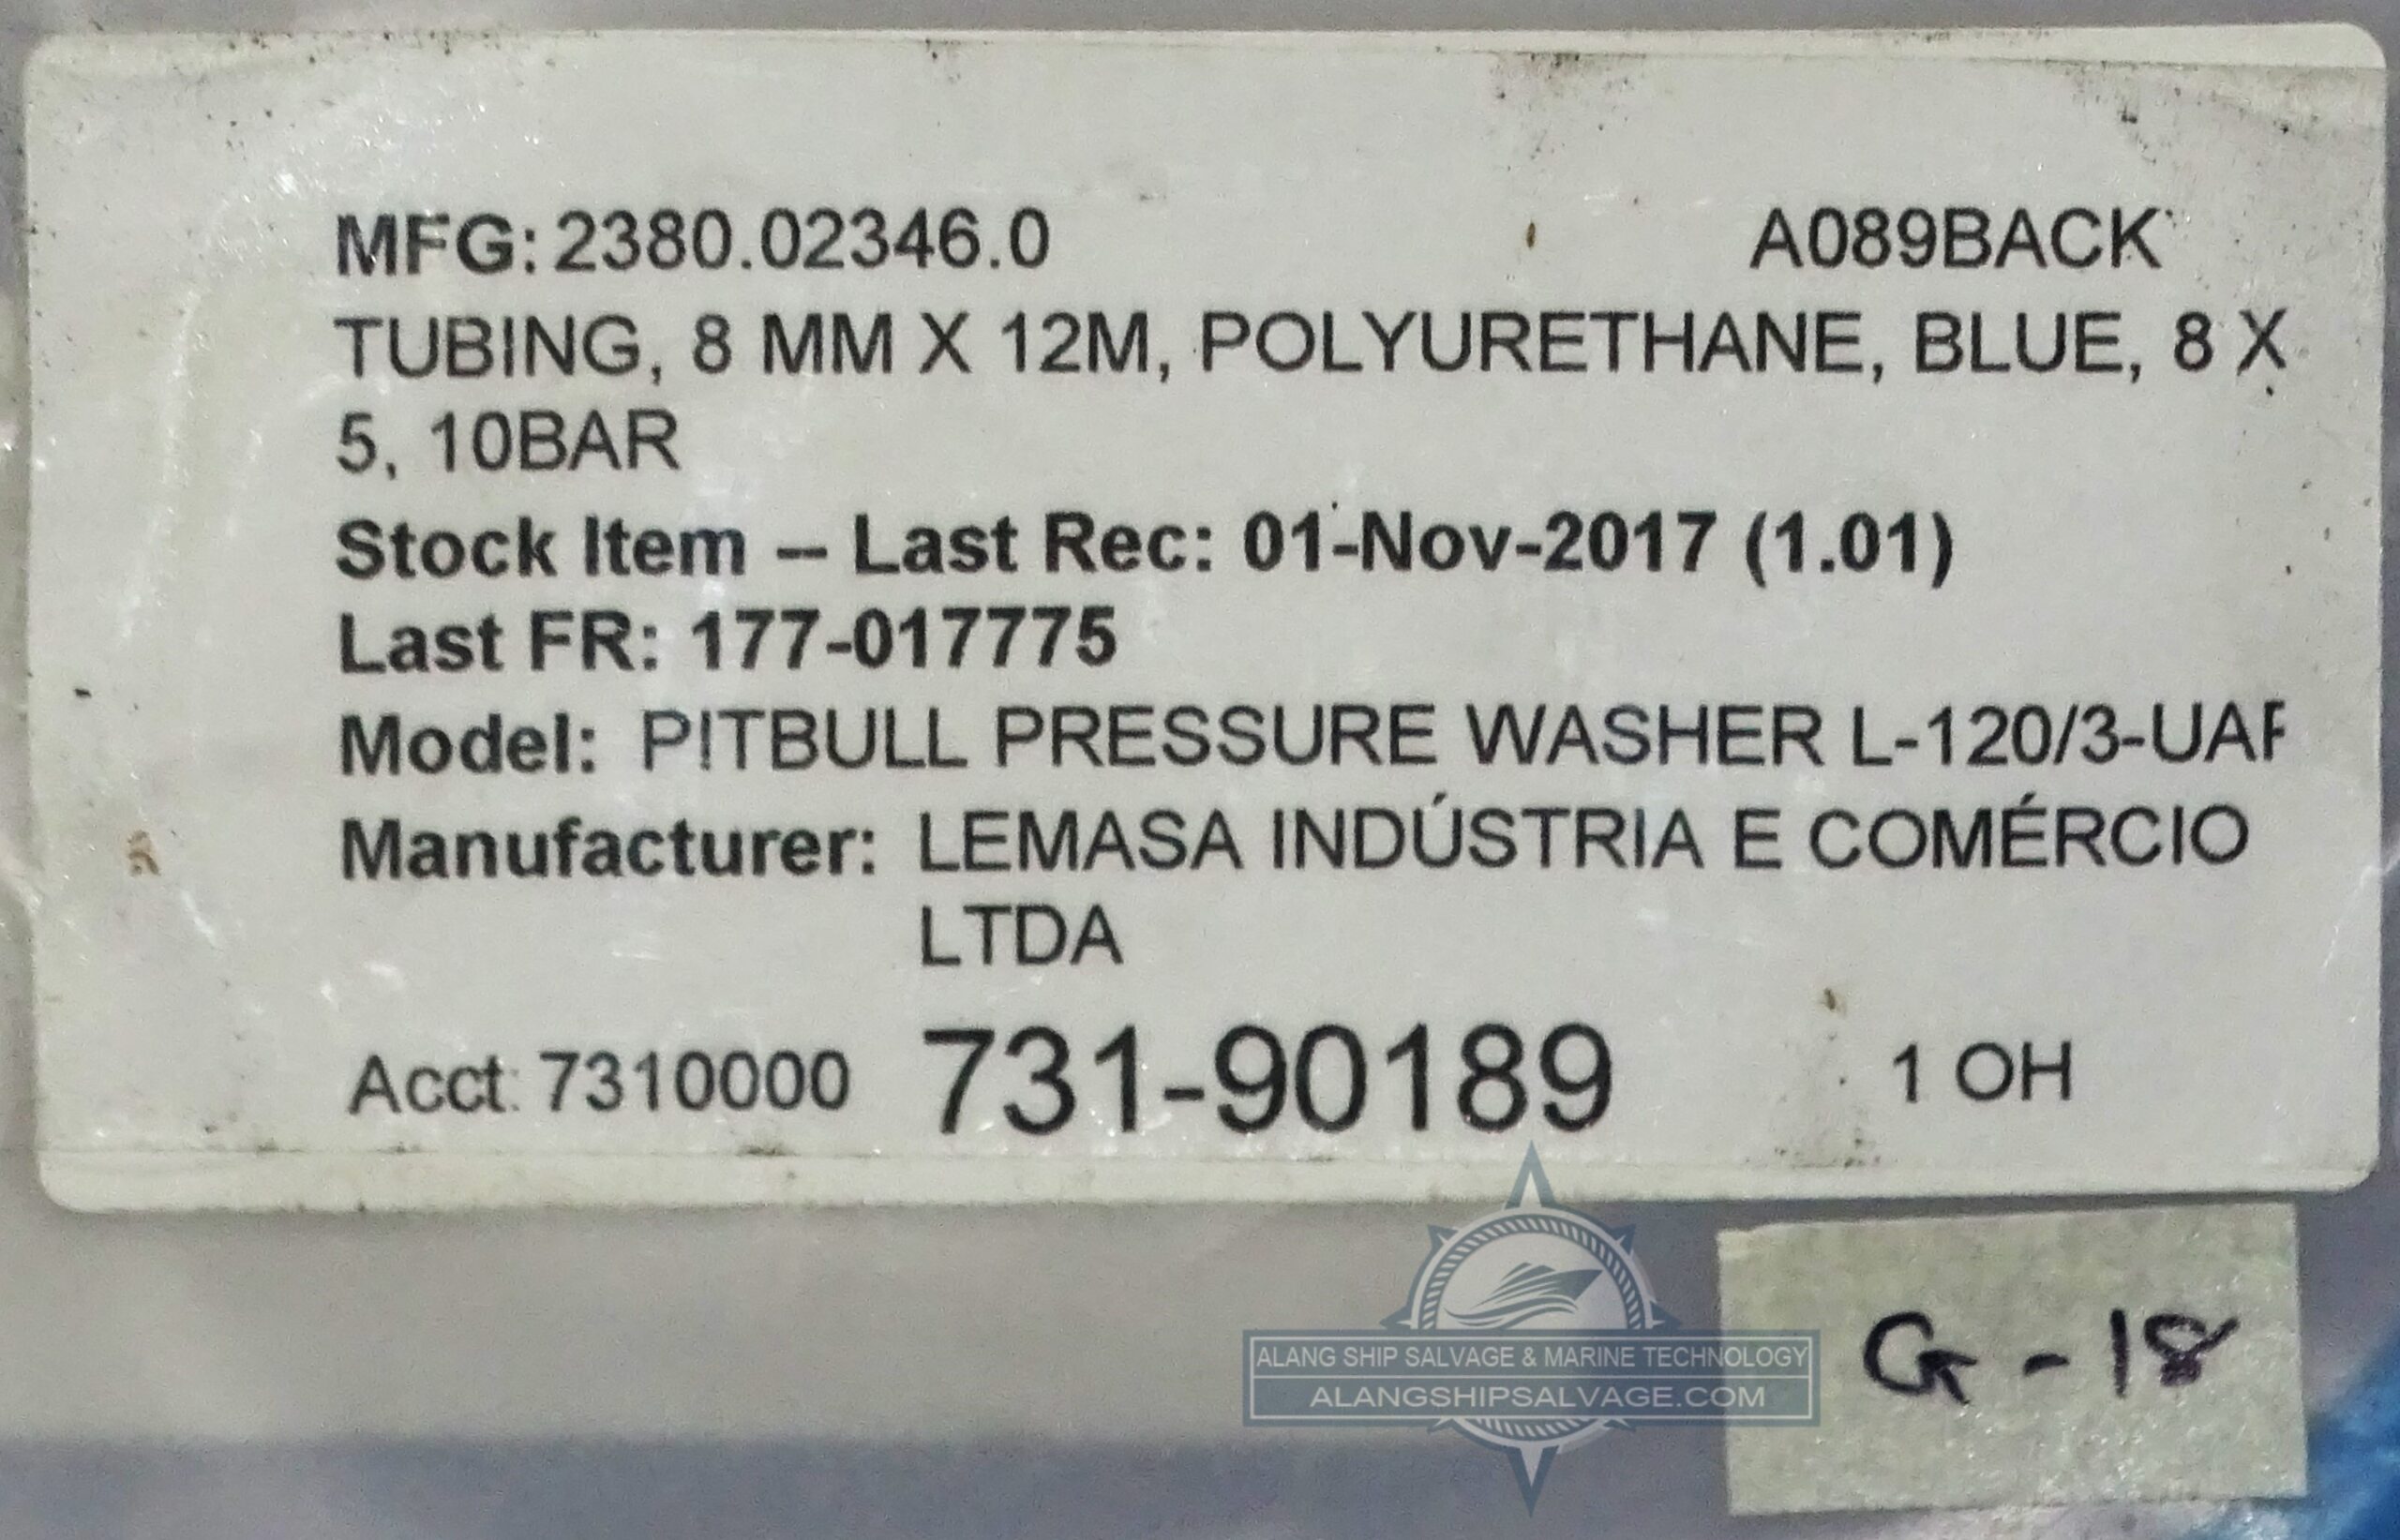 MFG: 2380.02346.0 A089BACK
TUBING, 8 MM X 12M, POLYURETHANE, BLUE, 8 X
5, 10BAR
Stock Item -- Last Rec: 01-Nov-2017 (1.01)
Last FR: 177-017775
Model: PITBULL PRESSURE WASHER L-120/3-UAF
Manufacturer: LEMASA INDÚSTRIA E COMÉRCIO
LTDA
Acct: 7310000 731-90189 1 OH
ALANG SHIP SALVAGE & MARINE TECHNOLOGY
ALANGSHIPSALVAGE.COM
G-18